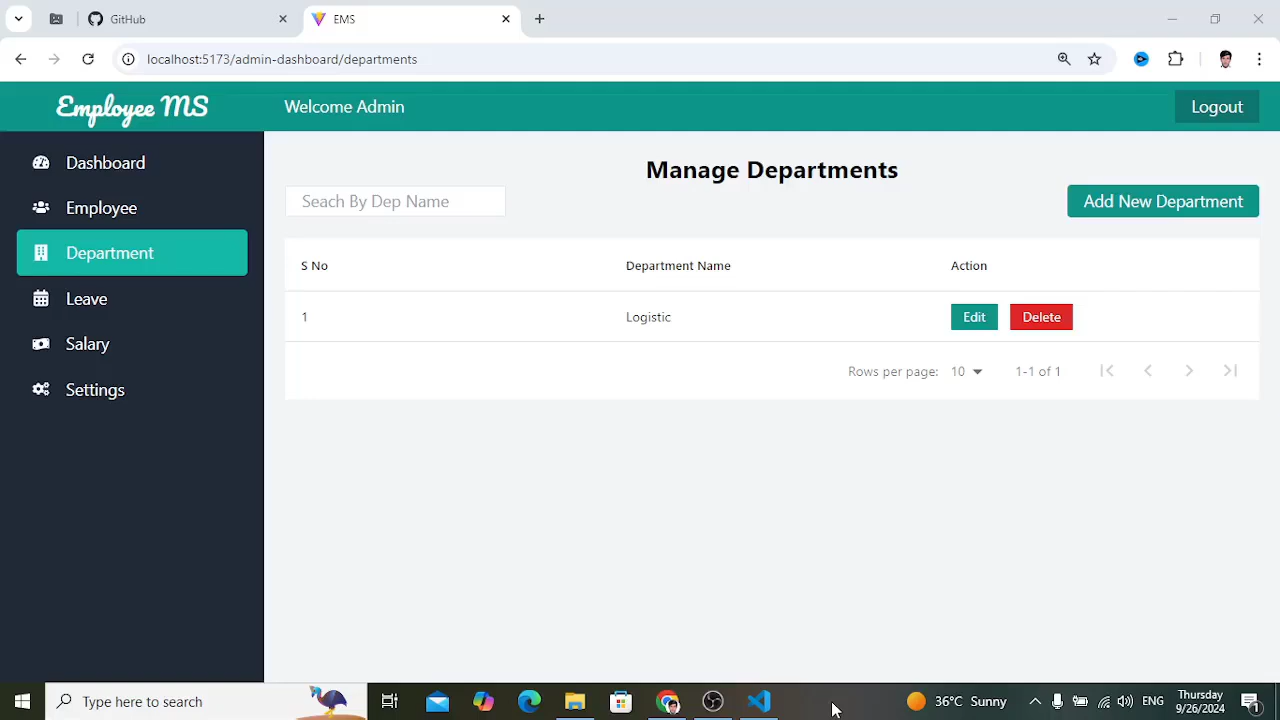 GitHub
EMS
localhost:5173/admin-dashboard/departments
Employee MS
Welcome Admin
Logout
Dashboard
Employee
Department
Leave
Salary
Settings
Manage Departments
Seach By Dep Name
Add New Department
S No Department Name Action
1 Logistic Edit Delete
Rows per page: 10 1-1 of 1
Type here to search
36°C Sunny
ENG
Thursday
9/26/2024
1